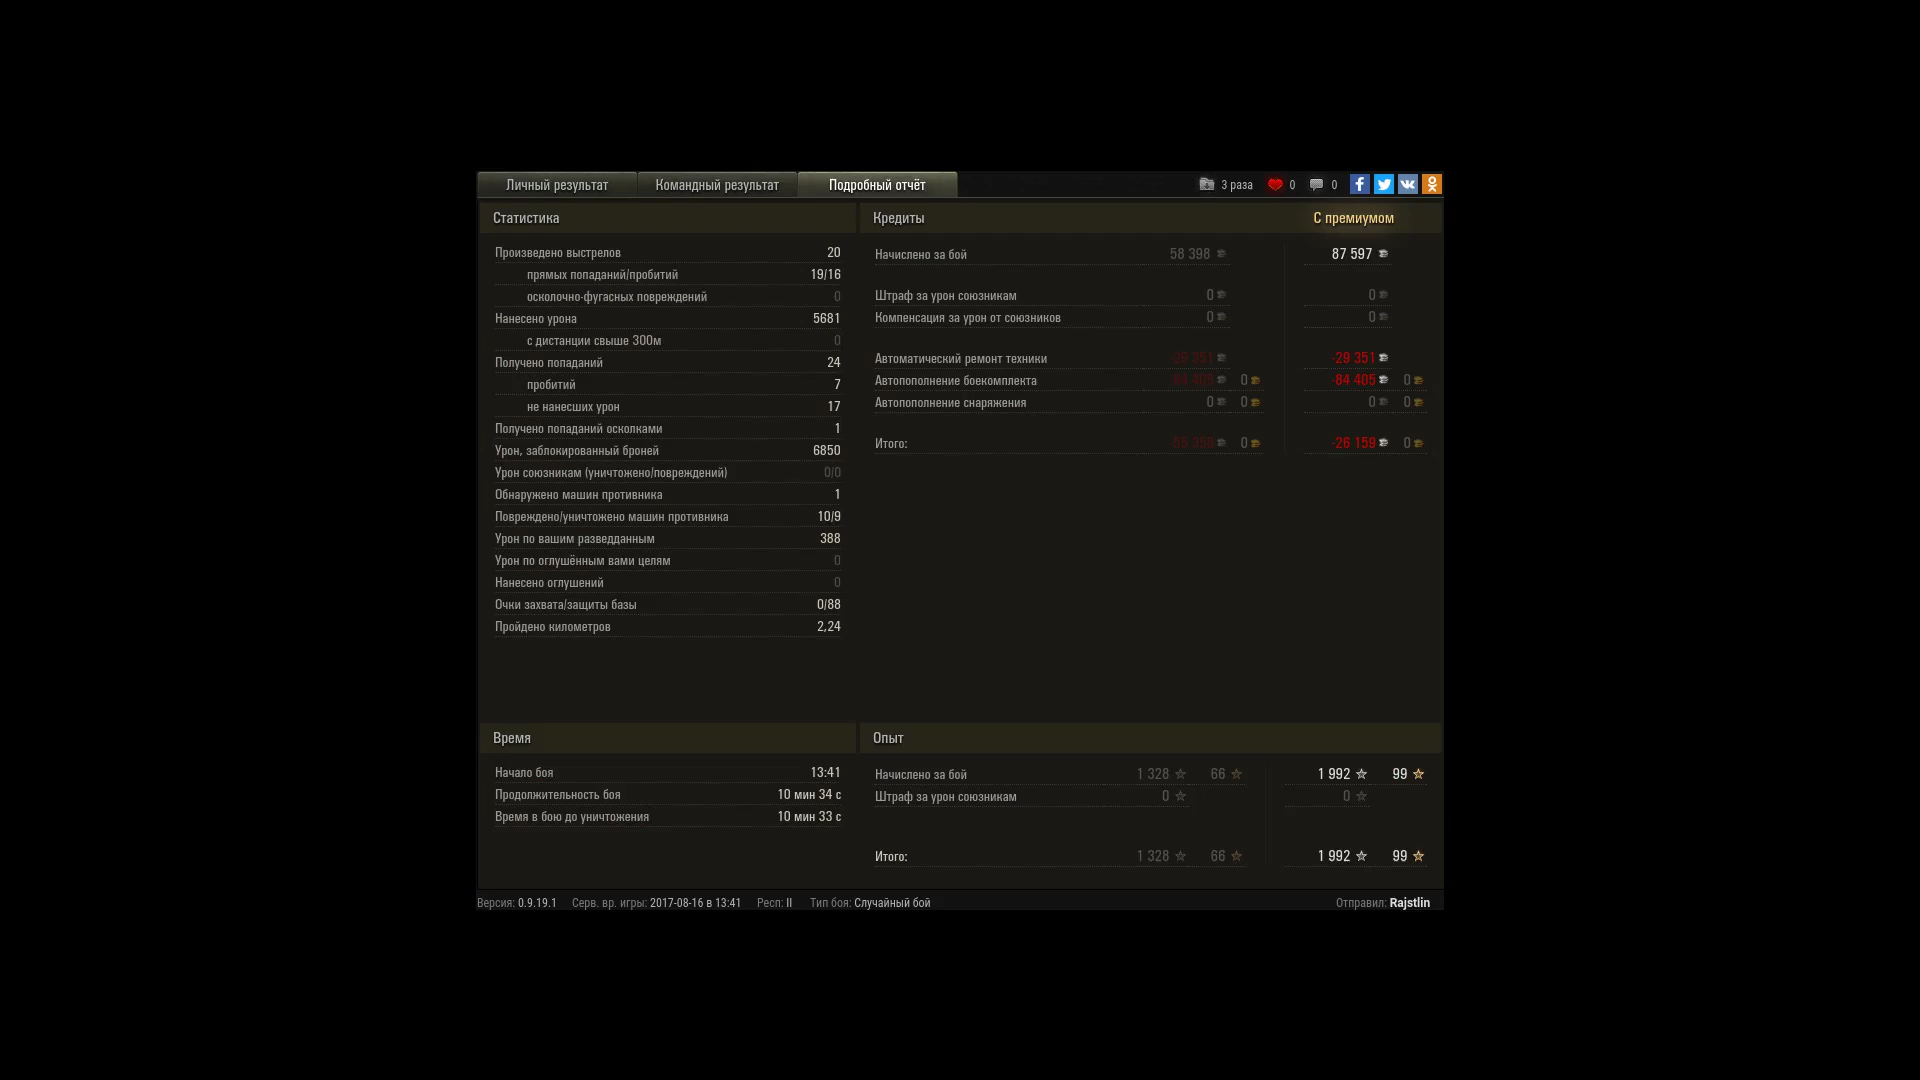 Личный результат Командный результат Подробный отчёт 3 раза 0 0
Статистика
Произведено выстрелов 20
прямых попаданий/пробитий 19/16
осколочно-фугасных повреждений 0
Нанесено урона 5681
с дистанции свыше 300м 0
Получено попаданий 24
пробитий 7
не нанесших урон 17
Получено попаданий осколками 1
Урон, заблокированный броней 6850
Урон союзникам (уничтожено/повреждений) 0/0
Обнаружено машин противника 1
Повреждено/уничтожено машин противника 10/9
Урон по вашим разведданным 388
Урон по оглушённым вами целям 0
Нанесено оглушений 0
Очки захвата/защиты базы 0/88
Пройдено километров 2,24
Кредиты С премиумом
Начислено за бой 58 398 87 597
Штраф за урон союзникам 0 0
Компенсация за урон от союзников 0 0
Автоматический ремонт техники -29 351 -29 351
Автопополнение боекомплекта -84 405 0 -84 405 0
Автопополнение снаряжения 0 0 0 0
Итого: 0 -26 159 0
Время
Начало боя 13:41
Продолжительность боя 10 мин 34 с
Время в бою до уничтожения 10 мин 33 с
Опыт
Начислено за бой 1 328 66 1 992 99
Штраф за урон союзникам 0 0
Итого: 1 328 66 1 992 99
Версия: 0.9.19.1 Серв. вр. игры: 2017-08-16 в 13:41 Респ: II Тип боя: Случайный бой Отправил: Rajstlin